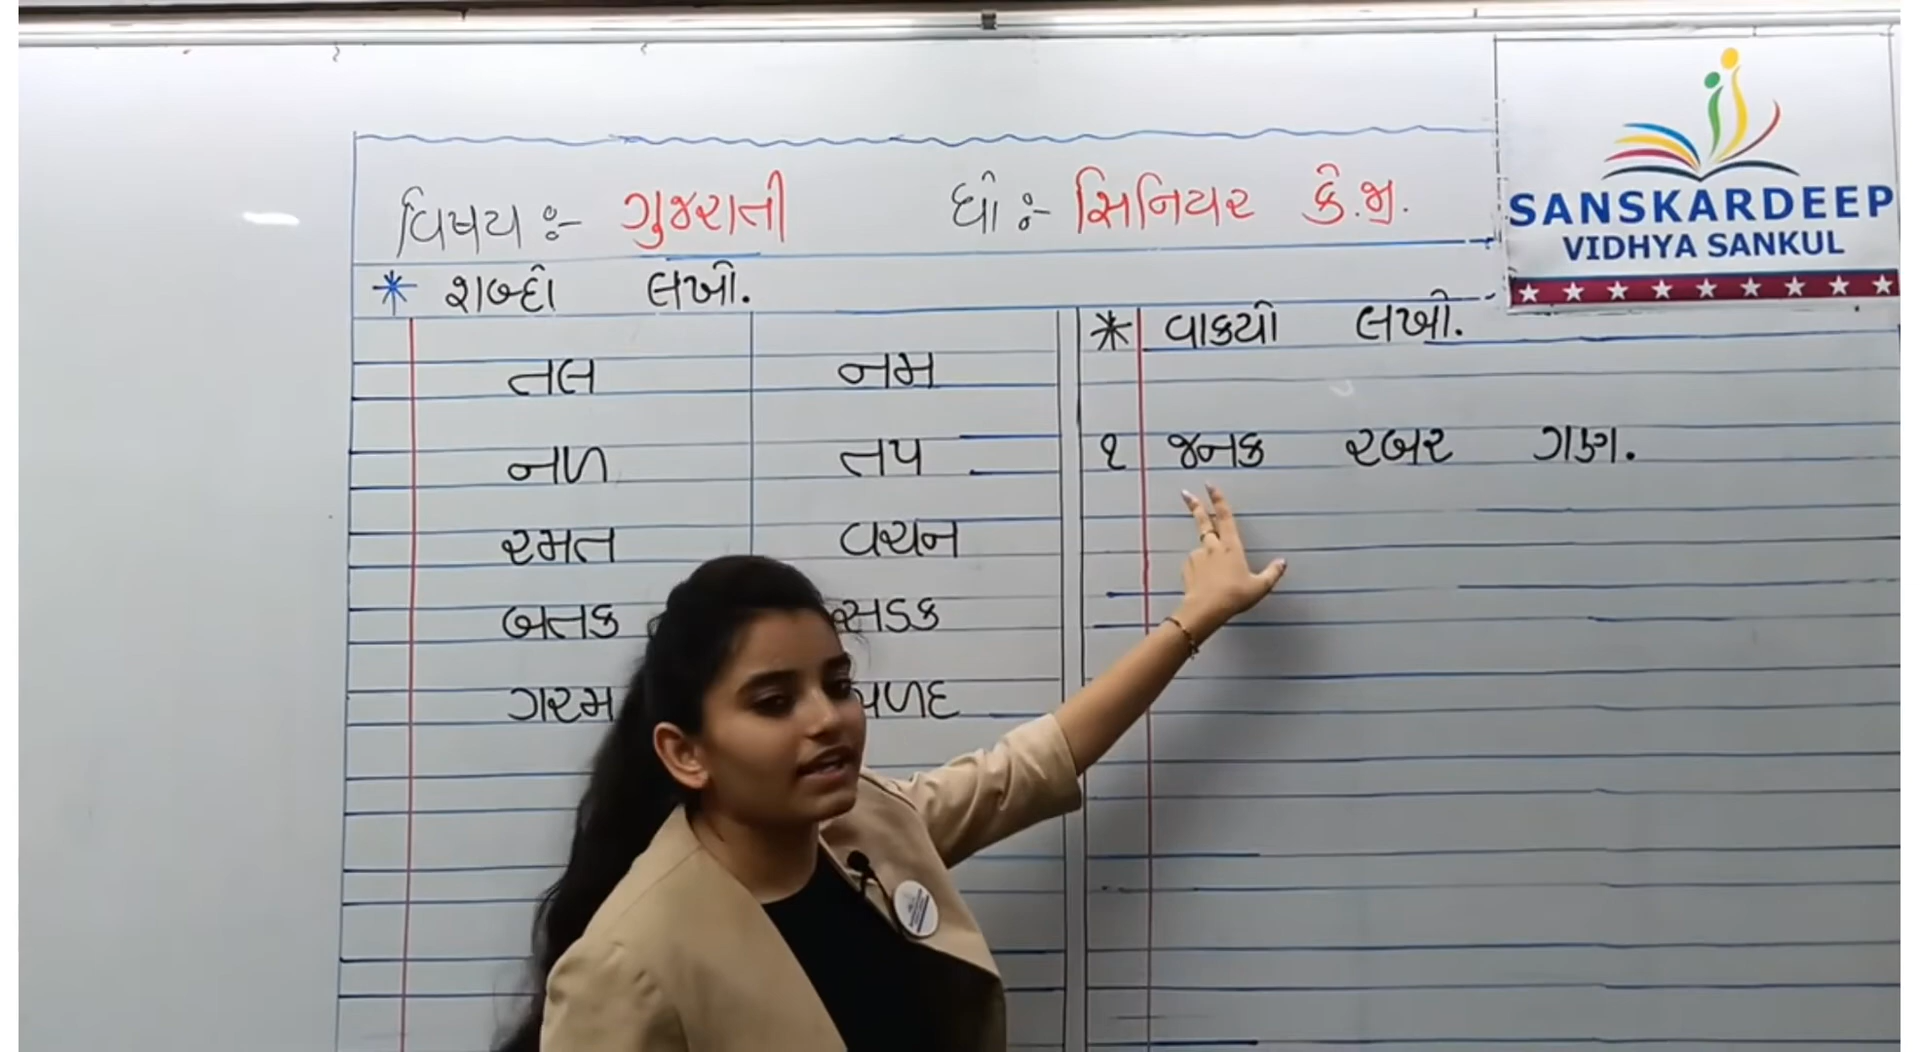 વિષય :- ગુજરાતી ધો :- સિનિયર કે.જી.
SANSKARDEEP
VIDHYA SANKUL
* શબ્દો લખો.
તલ નમ
નળ તપ
રમત વચન
બતક સડક
ગરમ
* વાક્યો લખો.
૧ જનક રબર ગણ.